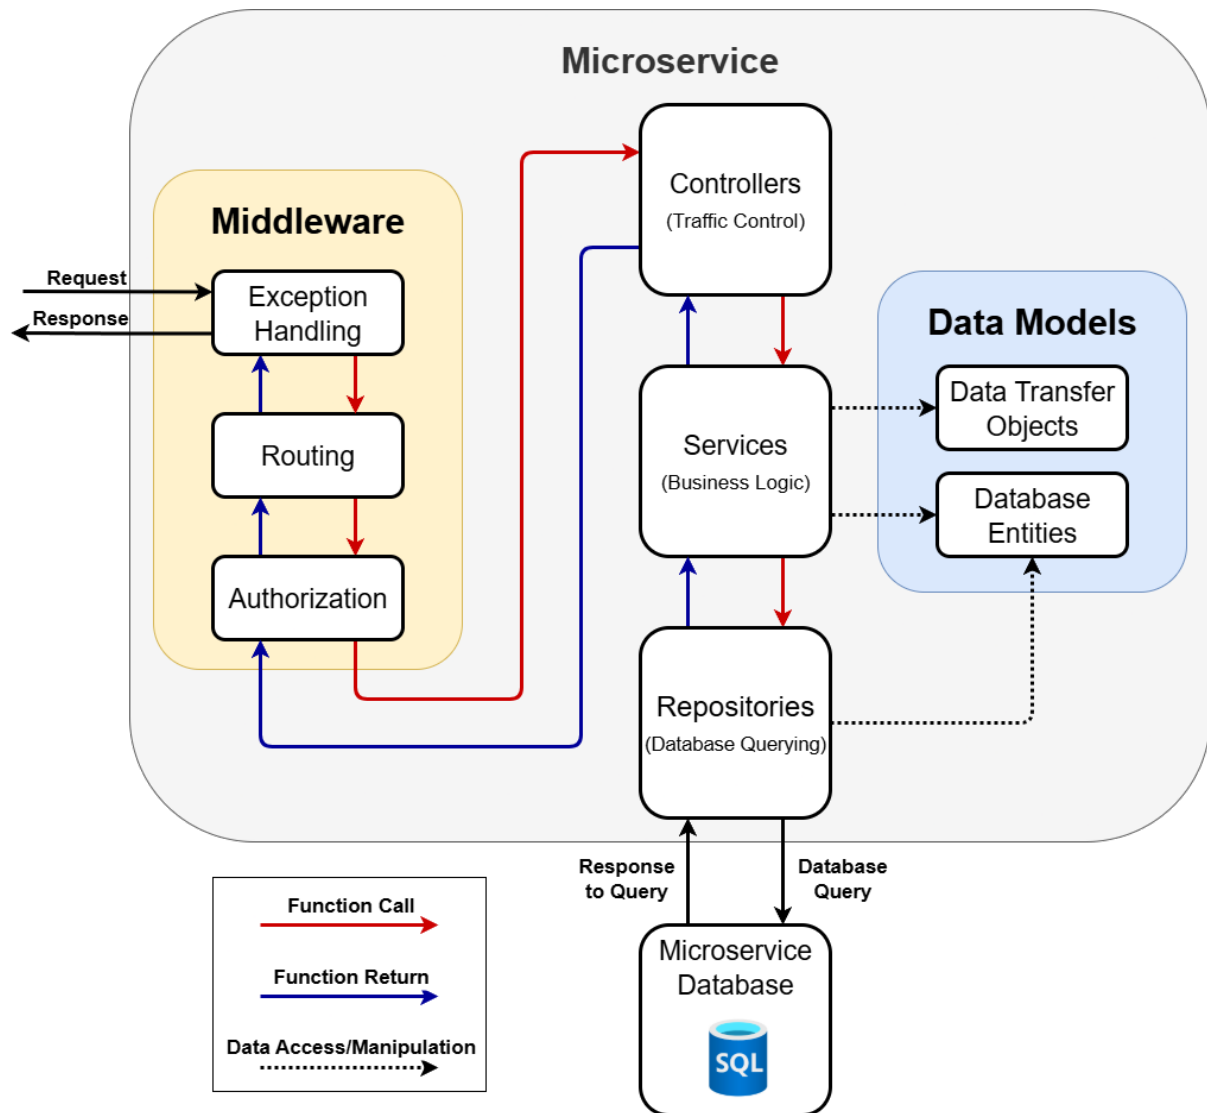 Microservice
Controllers
(Traffic Control)
Middleware
Request
Response
Exception
Handling
Routing
Authorization
Services
(Business Logic)
Data Models
Data Transfer
Objects
Database
Entities
Repositories
(Database Querying)
Response
to Query
Database
Query
Microservice
Database
SQL
Function Call
Function Return
Data Access/Manipulation